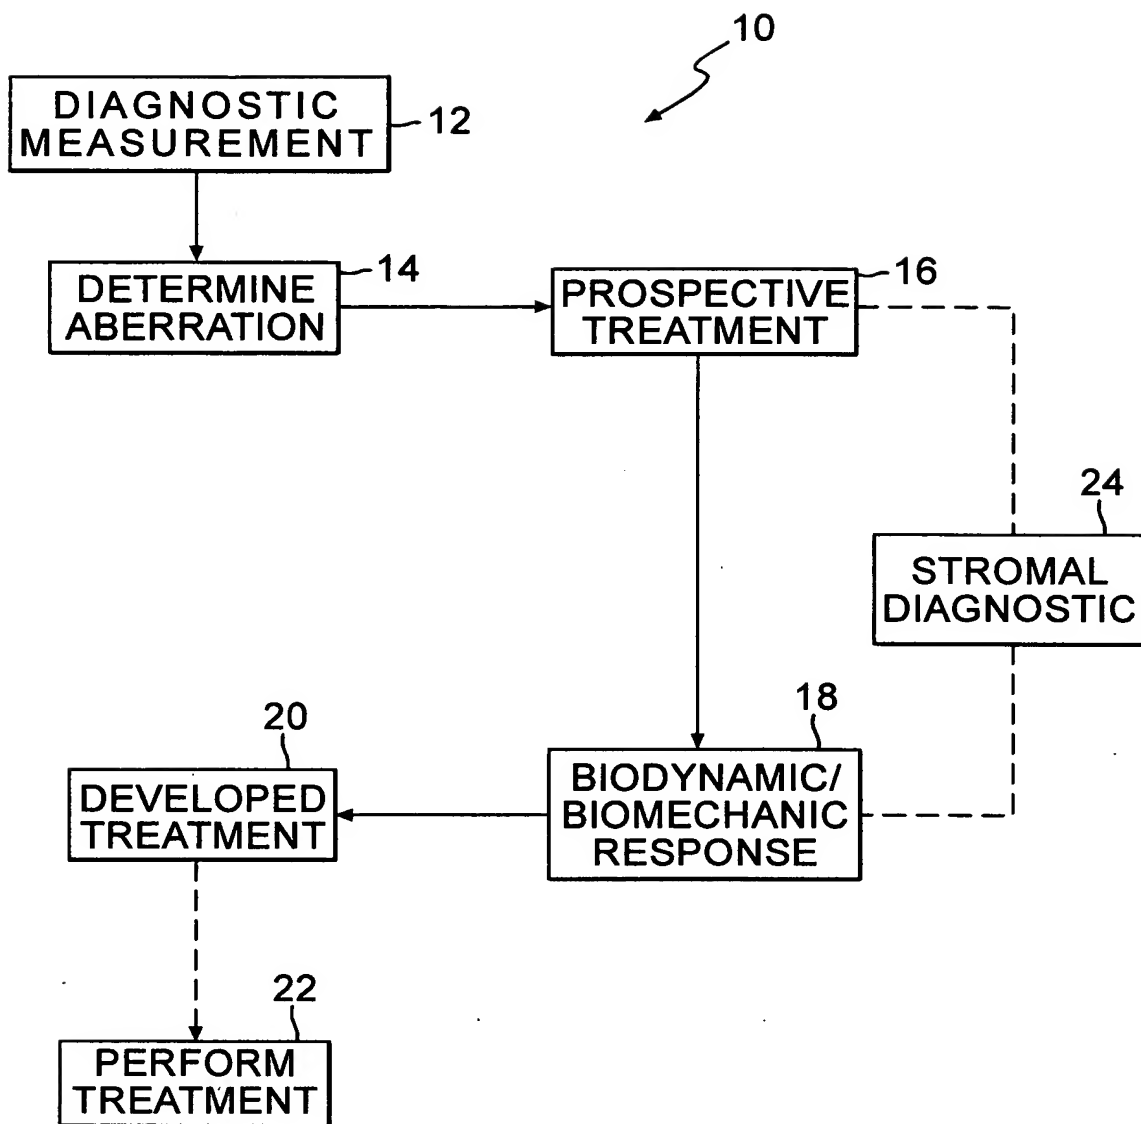 10
DIAGNOSTIC
MEASUREMENT
12
DETERMINE
ABERRATION
14
PROSPECTIVE
TREATMENT
16
STROMAL
DIAGNOSTIC
24
BIODYNAMIC/
BIOMECHANIC
RESPONSE
18
DEVELOPED
TREATMENT
20
PERFORM
TREATMENT
22